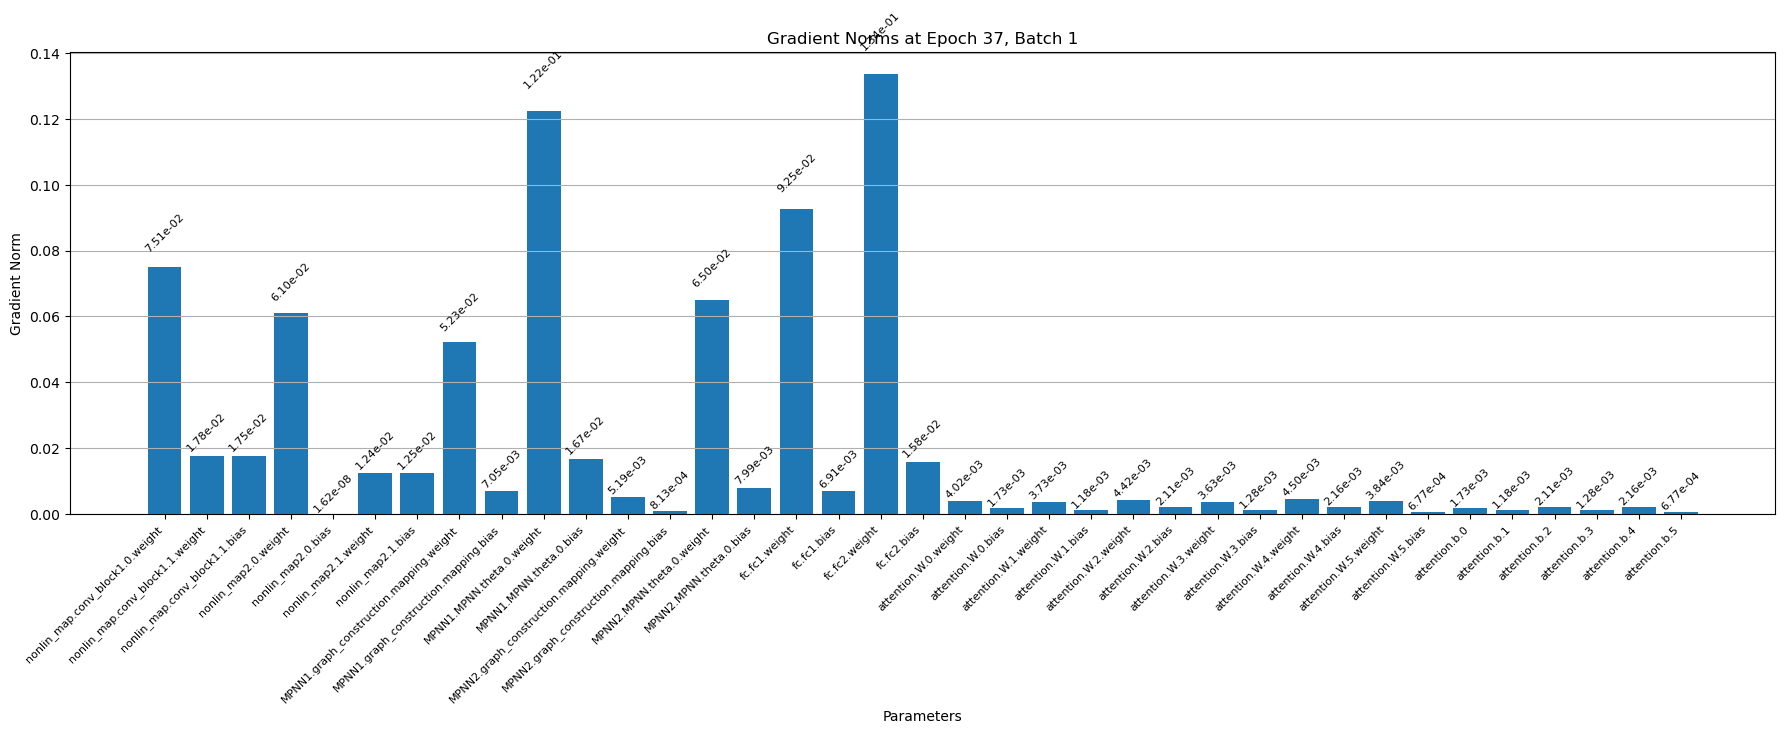 Gradient Norms at Epoch 37, Batch 1
Gradient Norm
0.14
0.12
0.10
0.08
0.06
0.04
0.02
0.00
7.51e-02
1.78e-02
1.75e-02
6.10e-02
1.62e-08
1.24e-02
1.25e-02
5.23e-02
7.05e-03
1.22e-01
1.67e-02
5.19e-03
8.13e-04
6.50e-02
7.99e-03
9.25e-02
6.91e-03
1.34e-01
1.58e-02
4.02e-03
1.73e-03
3.73e-03
1.18e-03
4.42e-03
2.11e-03
3.63e-03
1.28e-03
4.50e-03
2.16e-03
3.84e-03
6.77e-04
1.73e-03
1.18e-03
2.11e-03
1.28e-03
2.16e-03
6.77e-04
nonlin_map.conv_block1.0.weight
nonlin_map.conv_block1.1.weight
nonlin_map.conv_block1.1.bias
nonlin_map2.0.weight
nonlin_map2.0.bias
nonlin_map2.1.weight
nonlin_map2.1.bias
MPNN1.graph_construction.mapping.weight
MPNN1.graph_construction.mapping.bias
MPNN1.MPNN.theta.0.weight
MPNN1.MPNN.theta.0.bias
MPNN2.graph_construction.mapping.weight
MPNN2.graph_construction.mapping.bias
MPNN2.MPNN.theta.0.weight
MPNN2.MPNN.theta.0.bias
fc.fc1.weight
fc.fc1.bias
fc.fc2.weight
fc.fc2.bias
attention.W.0.weight
attention.W.0.bias
attention.W.1.weight
attention.W.1.bias
attention.W.2.weight
attention.W.2.bias
attention.W.3.weight
attention.W.3.bias
attention.W.4.weight
attention.W.4.bias
attention.W.5.weight
attention.W.5.bias
attention.b.0
attention.b.1
attention.b.2
attention.b.3
attention.b.4
attention.b.5
Parameters